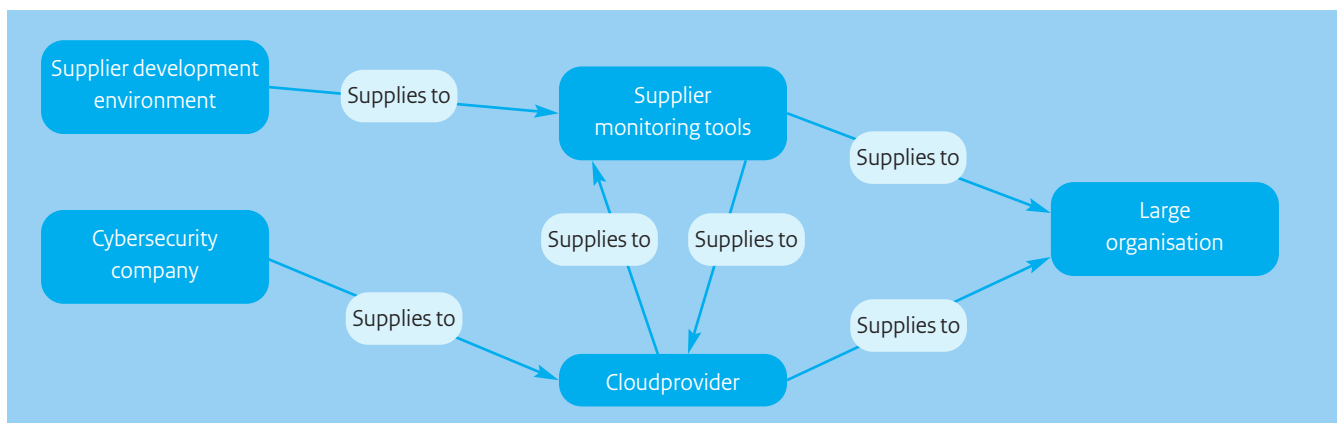 Supplier development
environment
Supplies to
Supplier
monitoring tools
Supplies to
Large
organisation
Cybersecurity
company
Supplies to
Supplies to
Supplies to
Supplies to
Cloudprovider